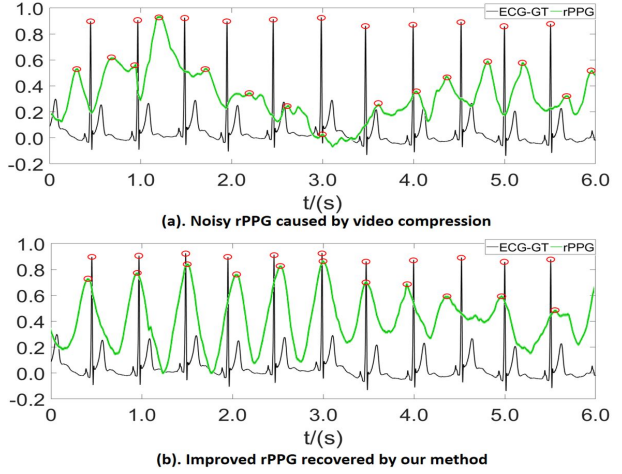 ECG-GT rPPG
1.0
0.8
0.6
0.4
0.2
0.0
-0.2
0 1.0 2.0 3.0 4.0 5.0 6.0
t/(s)
(a). Noisy rPPG caused by video compression
ECG-GT rPPG
1.0
0.8
0.6
0.4
0.2
0.0
-0.2
0 1.0 2.0 3.0 4.0 5.0 6.0
t/(s)
(b). Improved rPPG recovered by our method